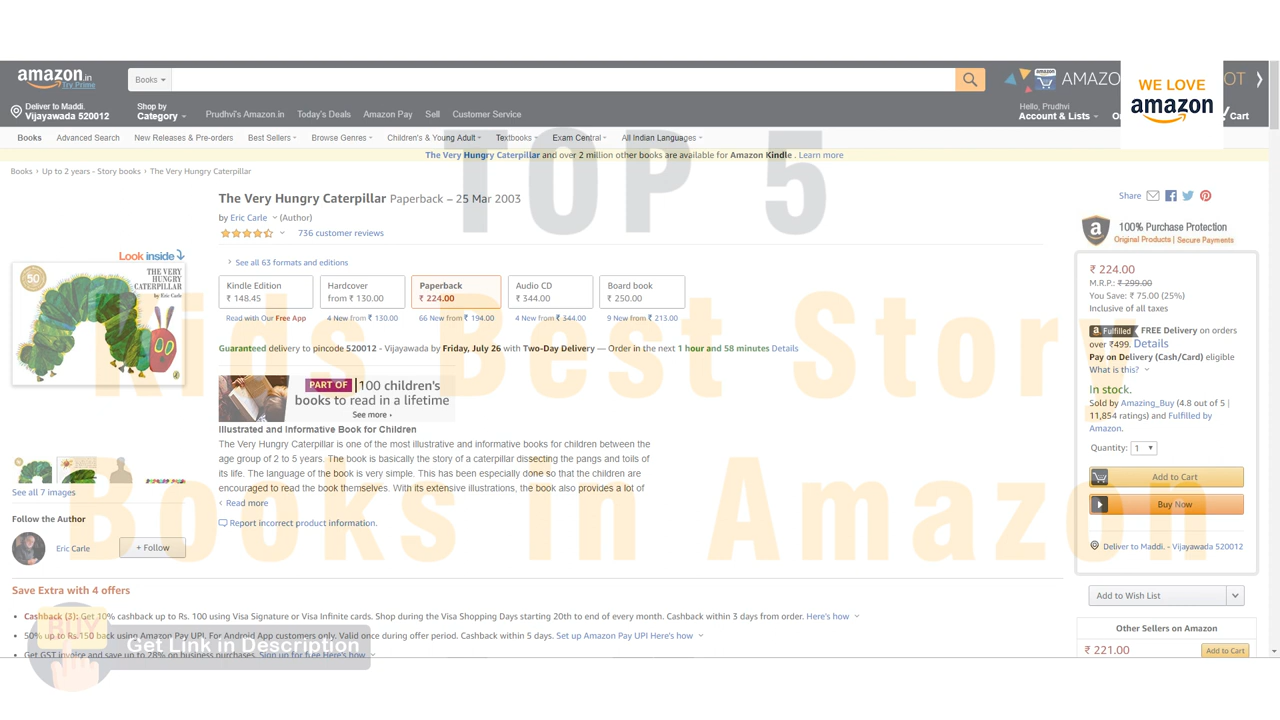 amazon.in
Try Prime
Books
AMAZO
OT
WE LOVE
amazon
Deliver to Maddi.
Vijayawada 520012
Shop by
Category
Prudhvi's Amazon.in Today's Deals Amazon Pay Sell Customer Service
Hello, Prudhvi
Account & Lists
Cart
Books Advanced Search New Releases & Pre-orders Best Sellers Browse Genres Children's & Young Adult Textbooks Exam Central All Indian Languages
The Very Hungry Caterpillar and over 2 million other books are available for Amazon Kindle . Learn more
Books › Up to 2 years - Story books › The Very Hungry Caterpillar
TOP 5
Kids Best Story
Books in Amazon
The Very Hungry Caterpillar Paperback – 25 Mar 2003
by Eric Carle (Author)
736 customer reviews
See all 63 formats and editions
Kindle Edition
₹ 148.45
Hardcover
from ₹ 130.00
Paperback
₹ 224.00
Audio CD
₹ 344.00
Board book
₹ 250.00
Read with Our Free App
4 New from ₹ 130.00
66 New from ₹ 194.00
4 New from ₹ 344.00
9 New from ₹ 213.00
Guaranteed delivery to pincode 520012 - Vijayawada by Friday, July 26 with Two-Day Delivery — Order in the next 1 hour and 58 minutes Details
PART OF 100 children's
books to read in a lifetime
See more ›
Illustrated and Informative Book for Children
The Very Hungry Caterpillar is one of the most illustrative and informative books for children between the
age group of 2 to 5 years. The book is basically the story of a caterpillar dissecting the pangs and toils of
its life. The language of the book is very simple. This has been especially done so that the children are
encouraged to read the book themselves. With its extensive illustrations, the book also provides a lot of
Read more
Report incorrect product information.
Look inside
50
THE VERY
HUNGRY
CATERPILLAR
by Eric Carle
See all 7 images
Follow the Author
Eric Carle
+ Follow
Share
100% Purchase Protection
Original Products | Secure Payments
₹ 224.00
M.R.P.: ₹ 299.00
You Save: ₹ 75.00 (25%)
Inclusive of all taxes
a Fulfilled FREE Delivery on orders
over ₹499. Details
Pay on Delivery (Cash/Card) eligible
What is this?
In stock.
Sold by Amazing_Buy (4.8 out of 5 |
11,854 ratings) and Fulfilled by
Amazon.
Quantity: 1
Add to Cart
Buy Now
Deliver to Maddi. - Vijayawada 520012
Add to Wish List
Other Sellers on Amazon
₹ 221.00
Add to Cart
Save Extra with 4 offers
Cashback (3): Get 10% cashback up to Rs. 100 using Visa Signature or Visa Infinite cards. Shop during the Visa Shopping Days starting 20th to end of every month. Cashback within 3 days from order. Here's how
50% up to Rs.150 back using Amazon Pay UPI. For Android App customers only. Valid once during offer period. Cashback within 5 days. Set up Amazon Pay UPI Here's how
Get GST invoice and save up to 28% on business purchases. Sign up for free Here's how
BUY
Get Link in Description